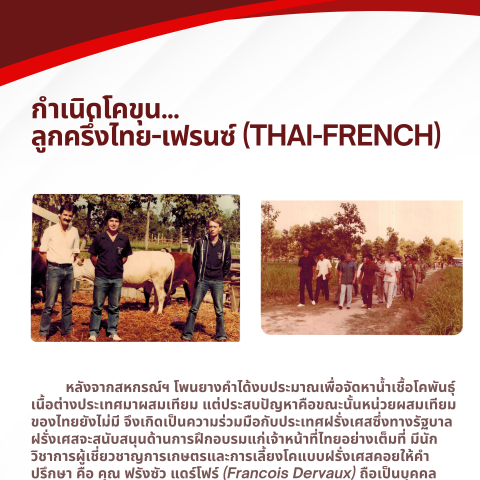 กำเนิดโคขุน...
ลูกครึ่งไทย-เฟรนซ์ (THAI-FRENCH)
หลังจากสหกรณ์ฯ โพนยางคำได้งบประมาณเพื่อจัดหาน้ำเชื้อโคพันธุ์
เนื้อต่างประเทศมาผสมเทียม แต่ประสบปัญหาคือขณะนั้นหน่วยผสมเทียม
ของไทยยังไม่มี จึงเกิดเป็นความร่วมมือกับประเทศฝรั่งเศสซึ่งทางรัฐบาล
ฝรั่งเศสจะสนับสนุนด้านการฝึกอบรมแก่เจ้าหน้าที่ไทยอย่างเต็มที่ มีนัก
วิชาการผู้เชี่ยวชาญการเกษตรและการเลี้ยงโคแบบฝรั่งเศสคอยให้คำ
ปรึกษา คือ คุณ ฟรังซัว แดร์โฟร์ (Francois Dervaux) ถือเป็นบุคคล